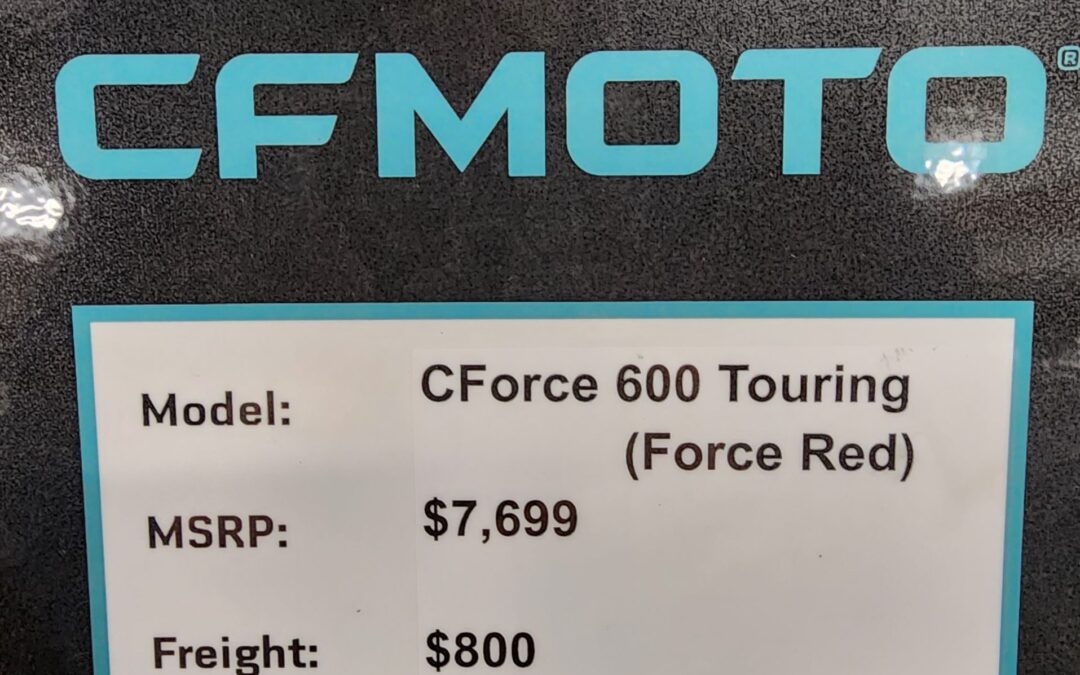 CFMOTO®
Model: CForce 600 Touring
(Force Red)
MSRP: $7,699
Freight: $800